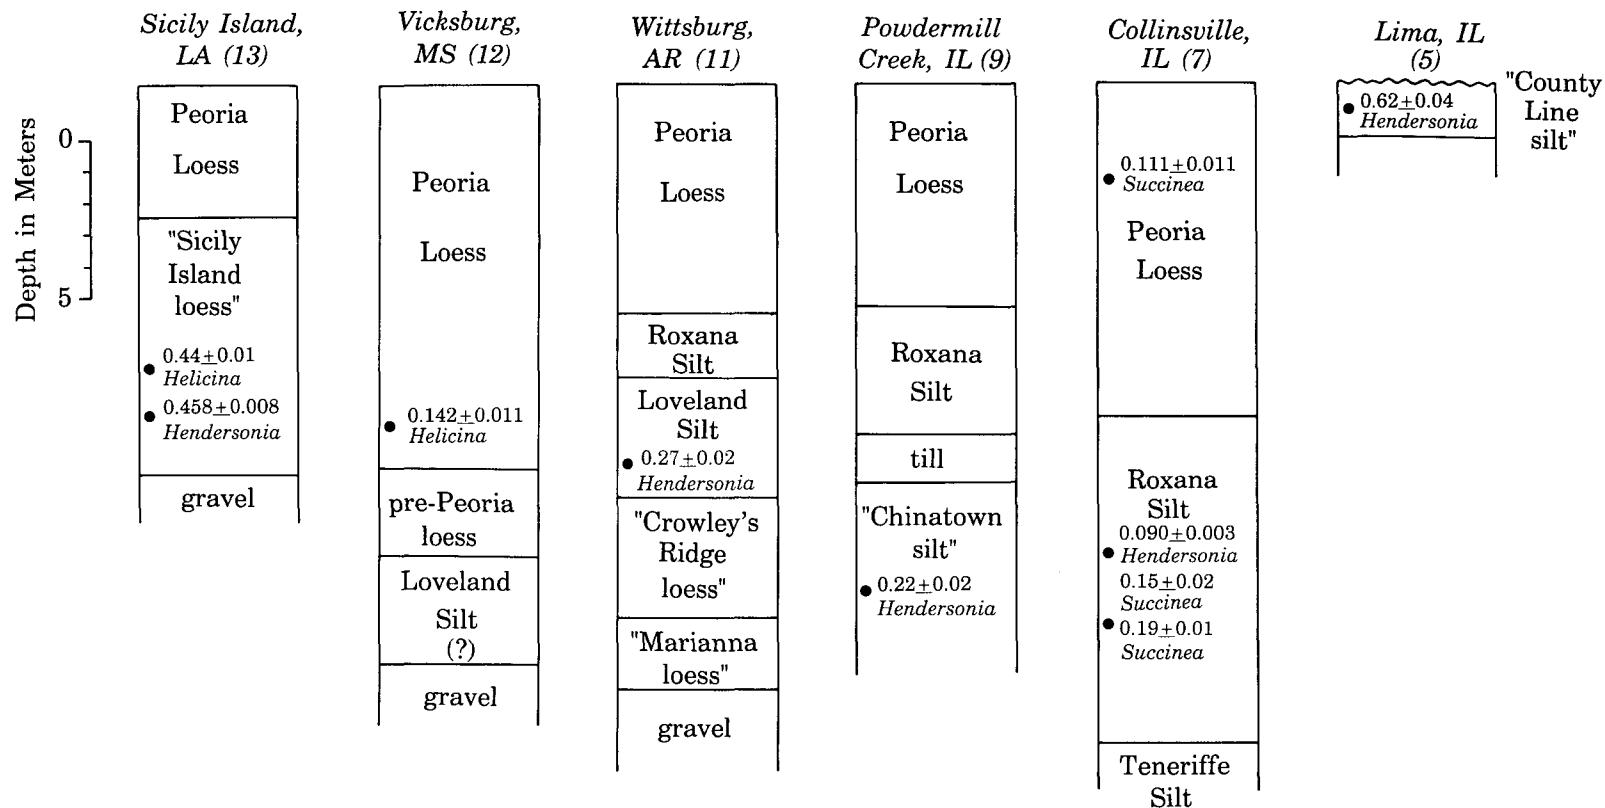 Sicily Island,
LA (13)
Vicksburg,
MS (12)
Wittsburg,
AR (11)
Powdermill
Creek, IL (9)
Collinsville,
IL (7)
Lima, IL
(5)
Depth in Meters
0
5
Peoria
Loess
"Sicily
Island
loess"
0.44±0.01
Helicina
0.458±0.008
Hendersonia
gravel
Peoria
Loess
0.142±0.011
Helicina
pre-Peoria
loess
Loveland
Silt
(?)
gravel
Peoria
Loess
Roxana
Silt
Loveland
Silt
0.27±0.02
Hendersonia
"Crowley's
Ridge
loess"
"Marianna
loess"
gravel
Peoria
Loess
Roxana
Silt
till
"Chinatown
silt"
0.22±0.02
Hendersonia
0.111±0.011
Succinea
Peoria
Loess
Roxana
Silt
0.090±0.003
Hendersonia
0.15±0.02
Succinea
0.19±0.01
Succinea
Teneriffe
Silt
0.62±0.04
Hendersonia
"County
Line
silt"